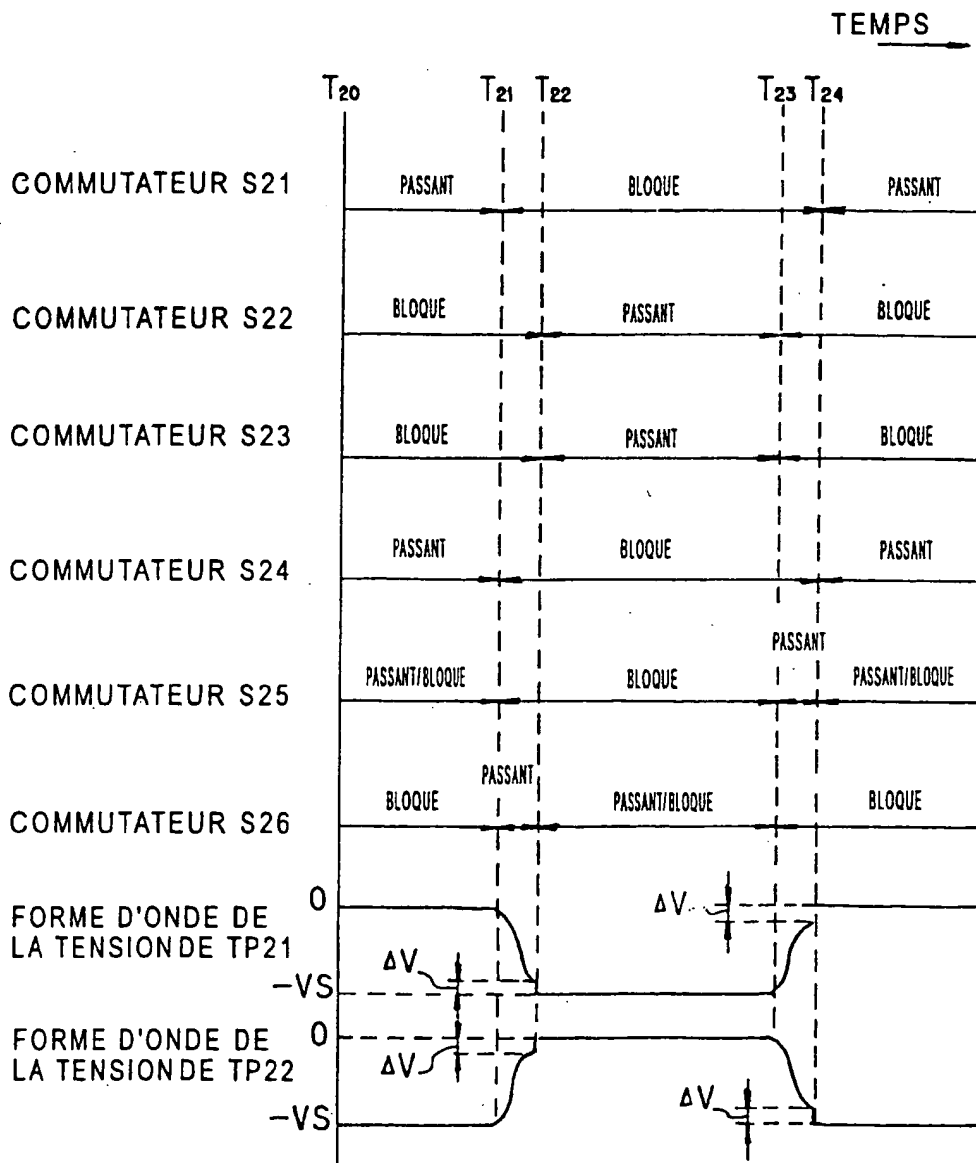 TEMPS
T20 T21 T22 T23 T24
COMMUTATEUR S21 PASSANT BLOQUE PASSANT
COMMUTATEUR S22 BLOQUE PASSANT BLOQUE
COMMUTATEUR S23 BLOQUE PASSANT BLOQUE
COMMUTATEUR S24 PASSANT BLOQUE PASSANT
PASSANT
COMMUTATEUR S25 PASSANT/BLOQUE BLOQUE PASSANT/BLOQUE
PASSANT
COMMUTATEUR S26 BLOQUE PASSANT/BLOQUE BLOQUE
0 ΔV
FORME D'ONDE DE
LA TENSION DE TP21
ΔV
-VS
0
FORME D'ONDE DE
LA TENSION DE TP22
ΔV
ΔV
-VS